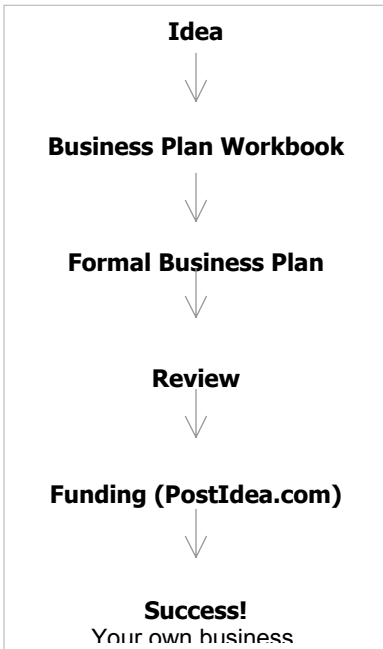 Idea
Business Plan Workbook
Formal Business Plan
Review
Funding (PostIdea.com)
Success!
Your own business